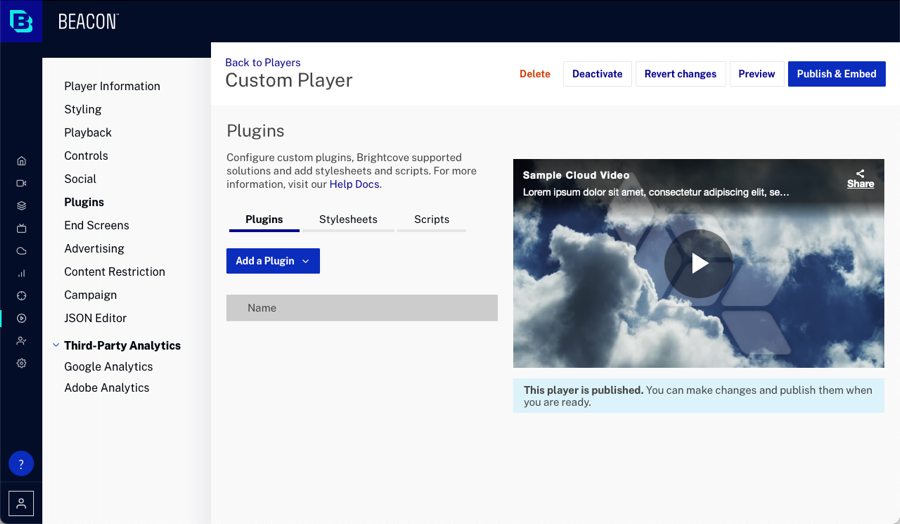 BEACON
Back to Players
Custom Player
Delete
Deactivate
Revert changes
Preview
Publish & Embed
Player Information
Styling
Playback
Controls
Social
Plugins
End Screens
Advertising
Content Restriction
Campaign
JSON Editor
Third-Party Analytics
Google Analytics
Adobe Analytics
?
Plugins
Configure custom plugins, Brightcove supported
solutions and add stylesheets and scripts. For more
information, visit our Help Docs.
Plugins
Stylesheets
Scripts
Add a Plugin
Name
Sample Cloud Video
Lorem ipsum dolor sit amet, consectetur adipiscing elit, se...
Share
This player is published. You can make changes and publish them when
you are ready.